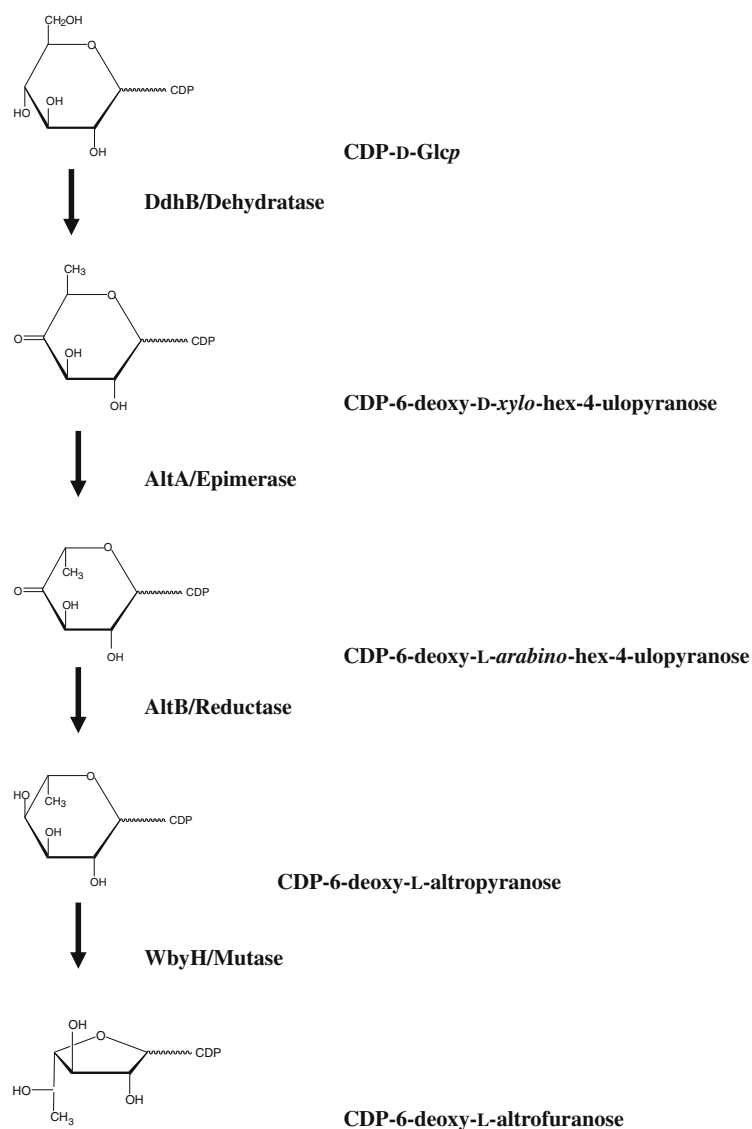 CH2OH
O
CDP
OH
OH
HO
OH
CDP-D-Glcp
DdhB/Dehydratase
CH3
O
O
CDP
OH
OH
CDP-6-deoxy-D-xylo-hex-4-ulopyranose
AltA/Epimerase
O
CH3
O
CDP
OH
OH
CDP-6-deoxy-L-arabino-hex-4-ulopyranose
AltB/Reductase
O
HO
CH3
CDP
OH
OH
CDP-6-deoxy-L-altropyranose
WbyH/Mutase
OH
O
CDP
HO
OH
CH3
CDP-6-deoxy-L-altrofuranose